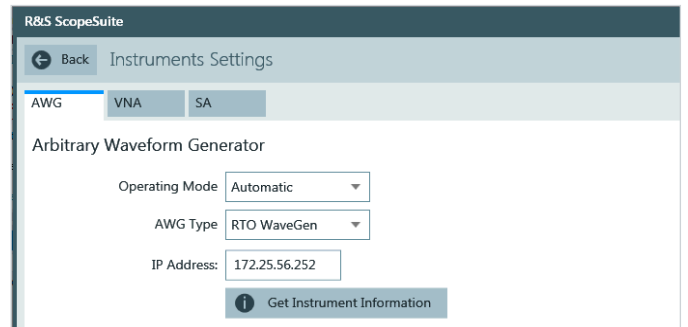 R&S ScopeSuite
Back Instruments Settings
AWG VNA SA
Arbitrary Waveform Generator
Operating Mode Automatic
AWG Type RTO WaveGen
IP Address: 172.25.56.252
Get Instrument Information